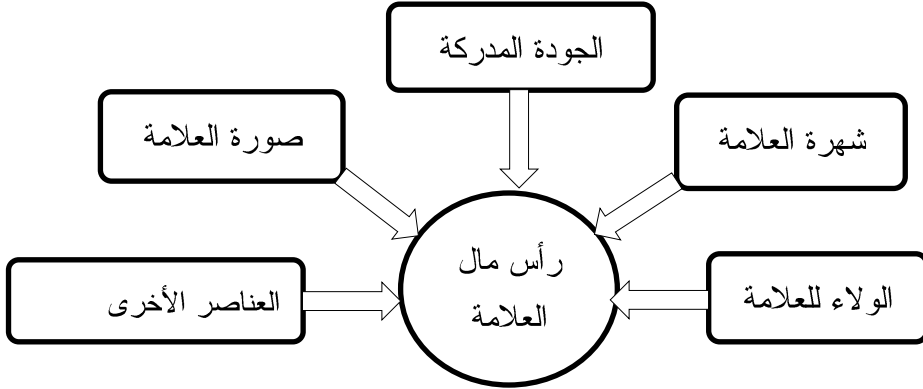 الجودة المدركة
شهرة العلامة
صورة العلامة
رأس مال
العلامة
الولاء للعلامة
العناصر الأخرى